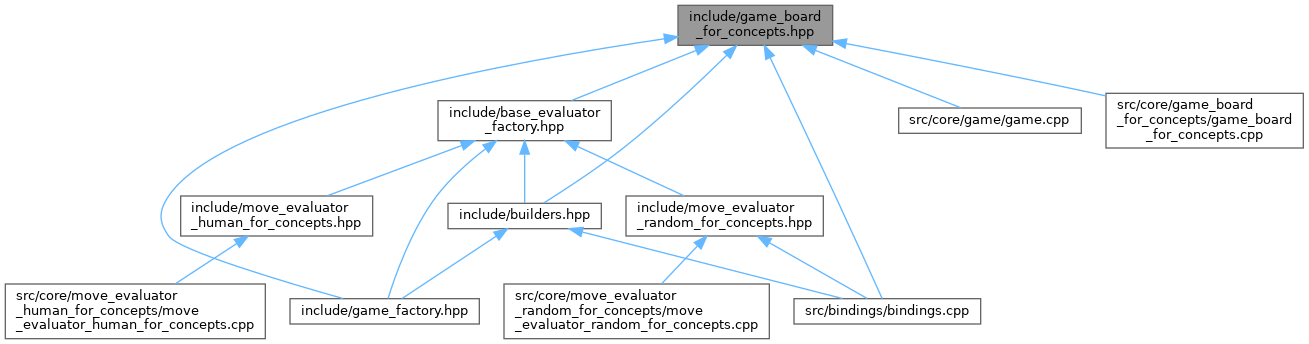 include/game_board
_for_concepts.hpp
include/base_evaluator
_factory.hpp
src/core/game/game.cpp
src/core/game_board
_for_concepts/game_board
_for_concepts.cpp
include/move_evaluator
_human_for_concepts.hpp
include/builders.hpp
include/move_evaluator
_random_for_concepts.hpp
src/core/move_evaluator
_human_for_concepts/move
_evaluator_human_for_concepts.cpp
include/game_factory.hpp
src/core/move_evaluator
_random_for_concepts/move
_evaluator_random_for_concepts.cpp
src/bindings/bindings.cpp